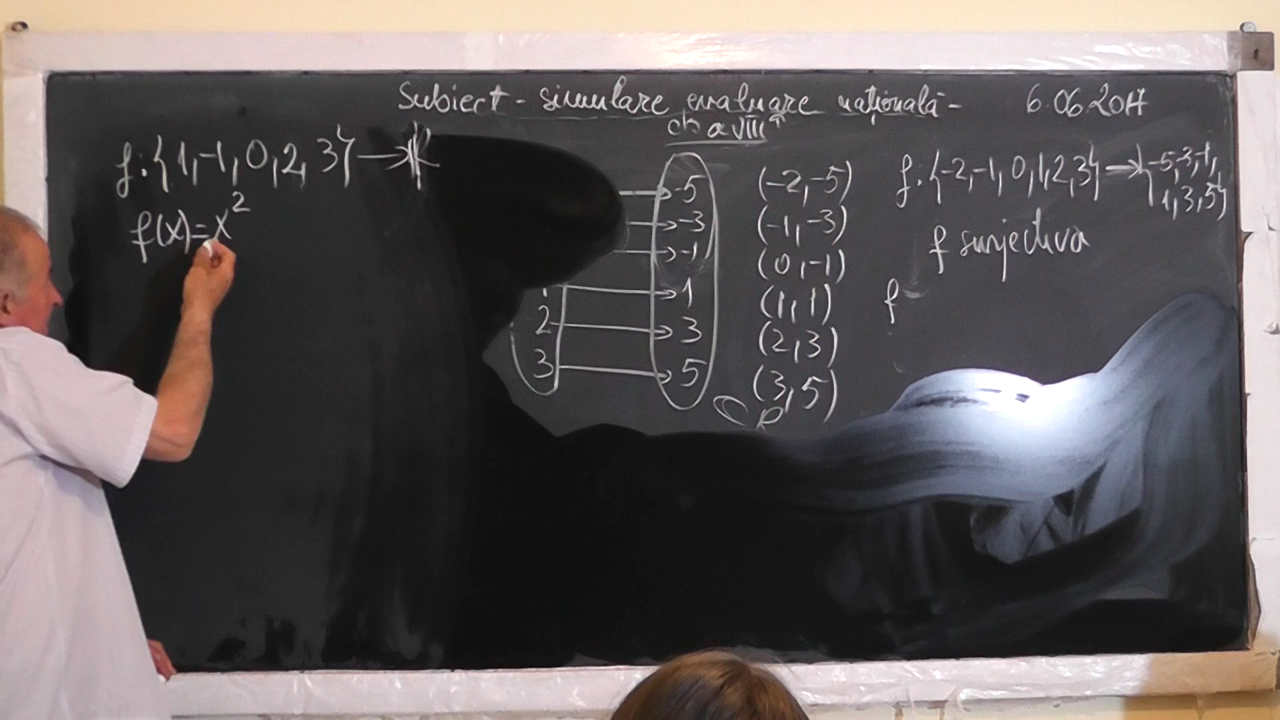 Subiect - simulare evaluare națională - 6.06.2017
cls a VIII a
f:{1,-1,0,2,3}→ℝ
f(x)=x²
-5
-3
-1
1
2 3
3 5
(-2,-5)
(-1,-3)
(0,-1)
(1,1)
(2,3)
(3,5)
f:{-2,-1,0,1,2,3}→{-5,-3,-1,
1,3,5}
f surjectiva
f